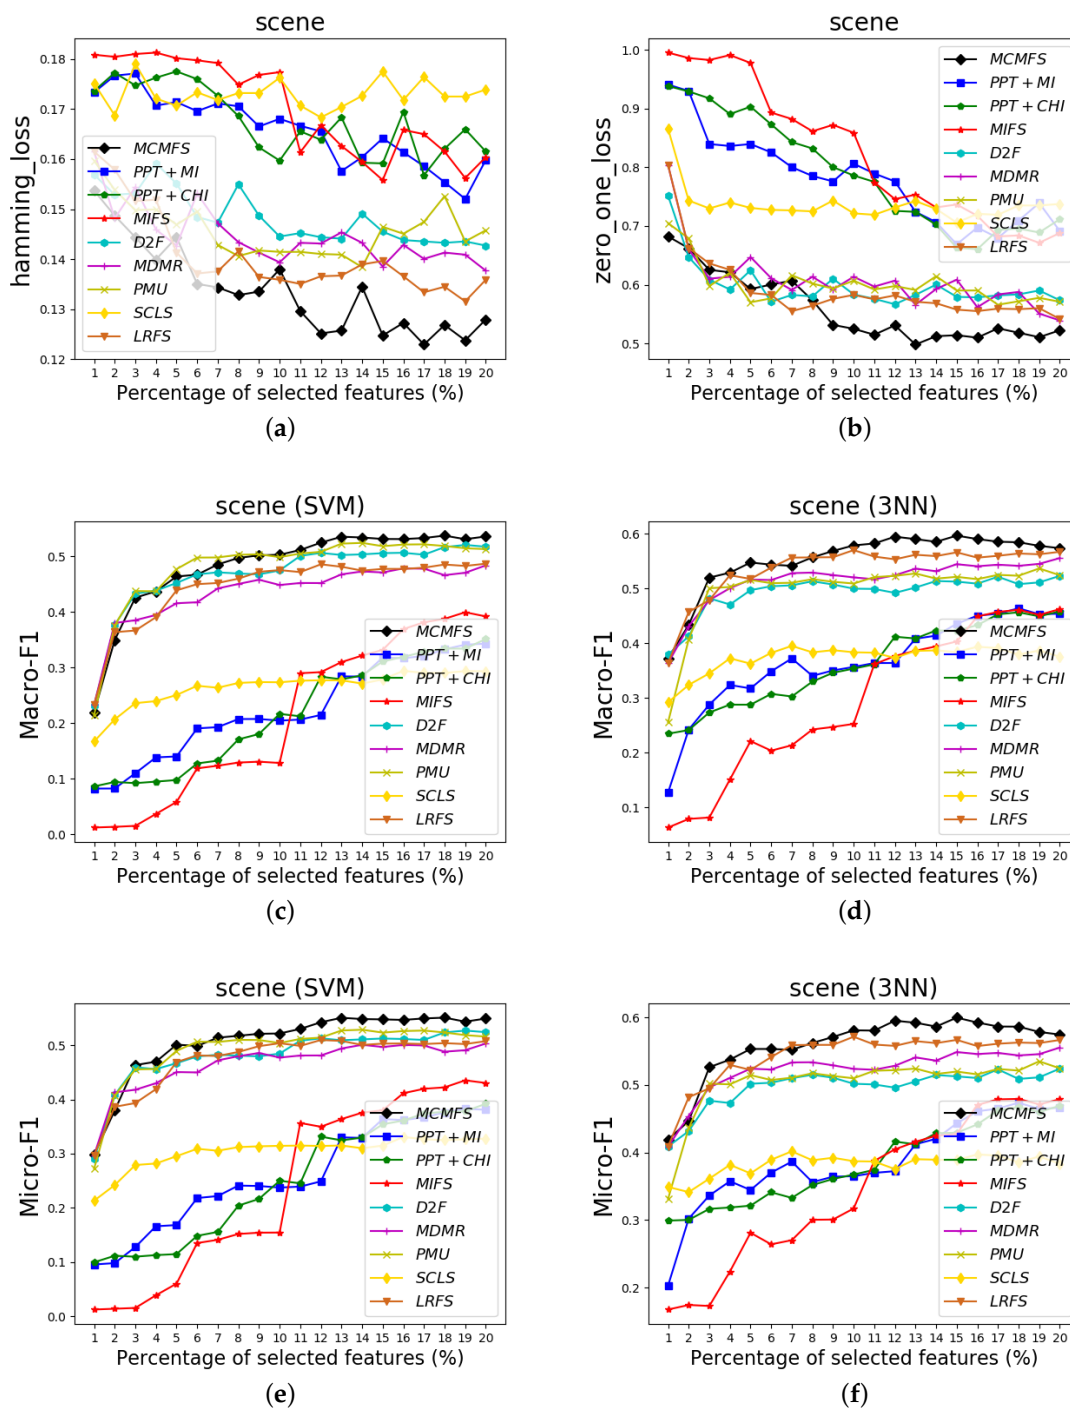 scene
hamming_loss
0.18
0.17
0.16
0.15
0.14
0.13
0.12
MCMFS
PPT + MI
PPT + CHI
MIFS
D2F
MDMR
PMU
SCLS
LRFS
1 2 3 4 5 6 7 8 9 10 11 12 13 14 15 16 17 18 19 20
Percentage of selected features (%)
(a)
scene
zero_one_loss
1.0
0.9
0.8
0.7
0.6
0.5
MCMFS
PPT + MI
PPT + CHI
MIFS
D2F
MDMR
PMU
SCLS
LRFS
1 2 3 4 5 6 7 8 9 10 11 12 13 14 15 16 17 18 19 20
Percentage of selected features (%)
(b)
scene (SVM)
Macro-F1
0.5
0.4
0.3
0.2
0.1
0.0
MCMFS
PPT + MI
PPT + CHI
MIFS
D2F
MDMR
PMU
SCLS
LRFS
1 2 3 4 5 6 7 8 9 10 11 12 13 14 15 16 17 18 19 20
Percentage of selected features (%)
(c)
scene (3NN)
Macro-F1
0.6
0.5
0.4
0.3
0.2
0.1
MCMFS
PPT + MI
PPT + CHI
MIFS
D2F
MDMR
PMU
SCLS
LRFS
1 2 3 4 5 6 7 8 9 10 11 12 13 14 15 16 17 18 19 20
Percentage of selected features (%)
(d)
scene (SVM)
Micro-F1
0.5
0.4
0.3
0.2
0.1
0.0
MCMFS
PPT + MI
PPT + CHI
MIFS
D2F
MDMR
PMU
SCLS
LRFS
1 2 3 4 5 6 7 8 9 10 11 12 13 14 15 16 17 18 19 20
Percentage of selected features (%)
(e)
scene (3NN)
Micro-F1
0.6
0.5
0.4
0.3
0.2
MCMFS
PPT + MI
PPT + CHI
MIFS
D2F
MDMR
PMU
SCLS
LRFS
1 2 3 4 5 6 7 8 9 10 11 12 13 14 15 16 17 18 19 20
Percentage of selected features (%)
(f)